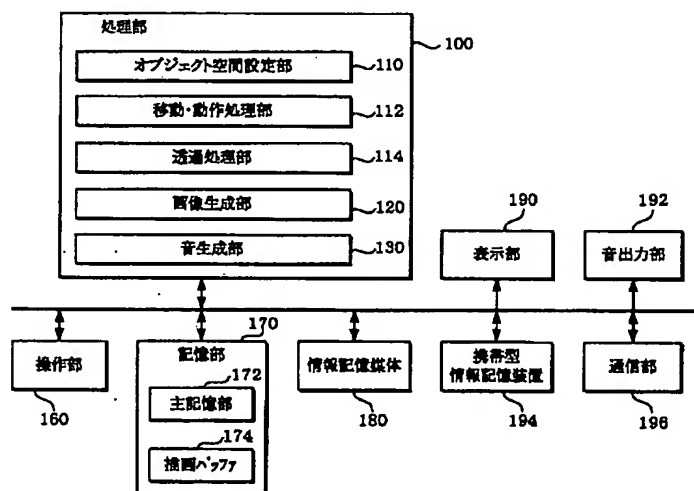 処理部
100
オブジェクト空間設定部
110
移動・動作処理部
112
透過処理部
114
画像生成部
120
音生成部
130
190
192
表示部
音出力部
操作部
160
170
記憶部
172
主記憶部
174
描画バッファ
情報記憶媒体
180
携帯型
情報記憶装置
194
通信部
196